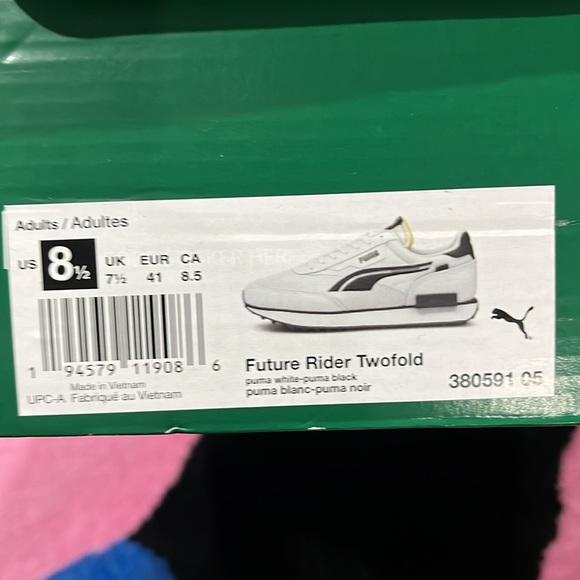 Adults / Adultes
US 8½ UK EUR CA
7½ 41 8.5
PUMA
1 94579 11908 6
Made in Vietnam
UPC-A Fabriqué au Vietnam
Future Rider Twofold
puma white-puma black
puma blanc-puma noir
380591 05